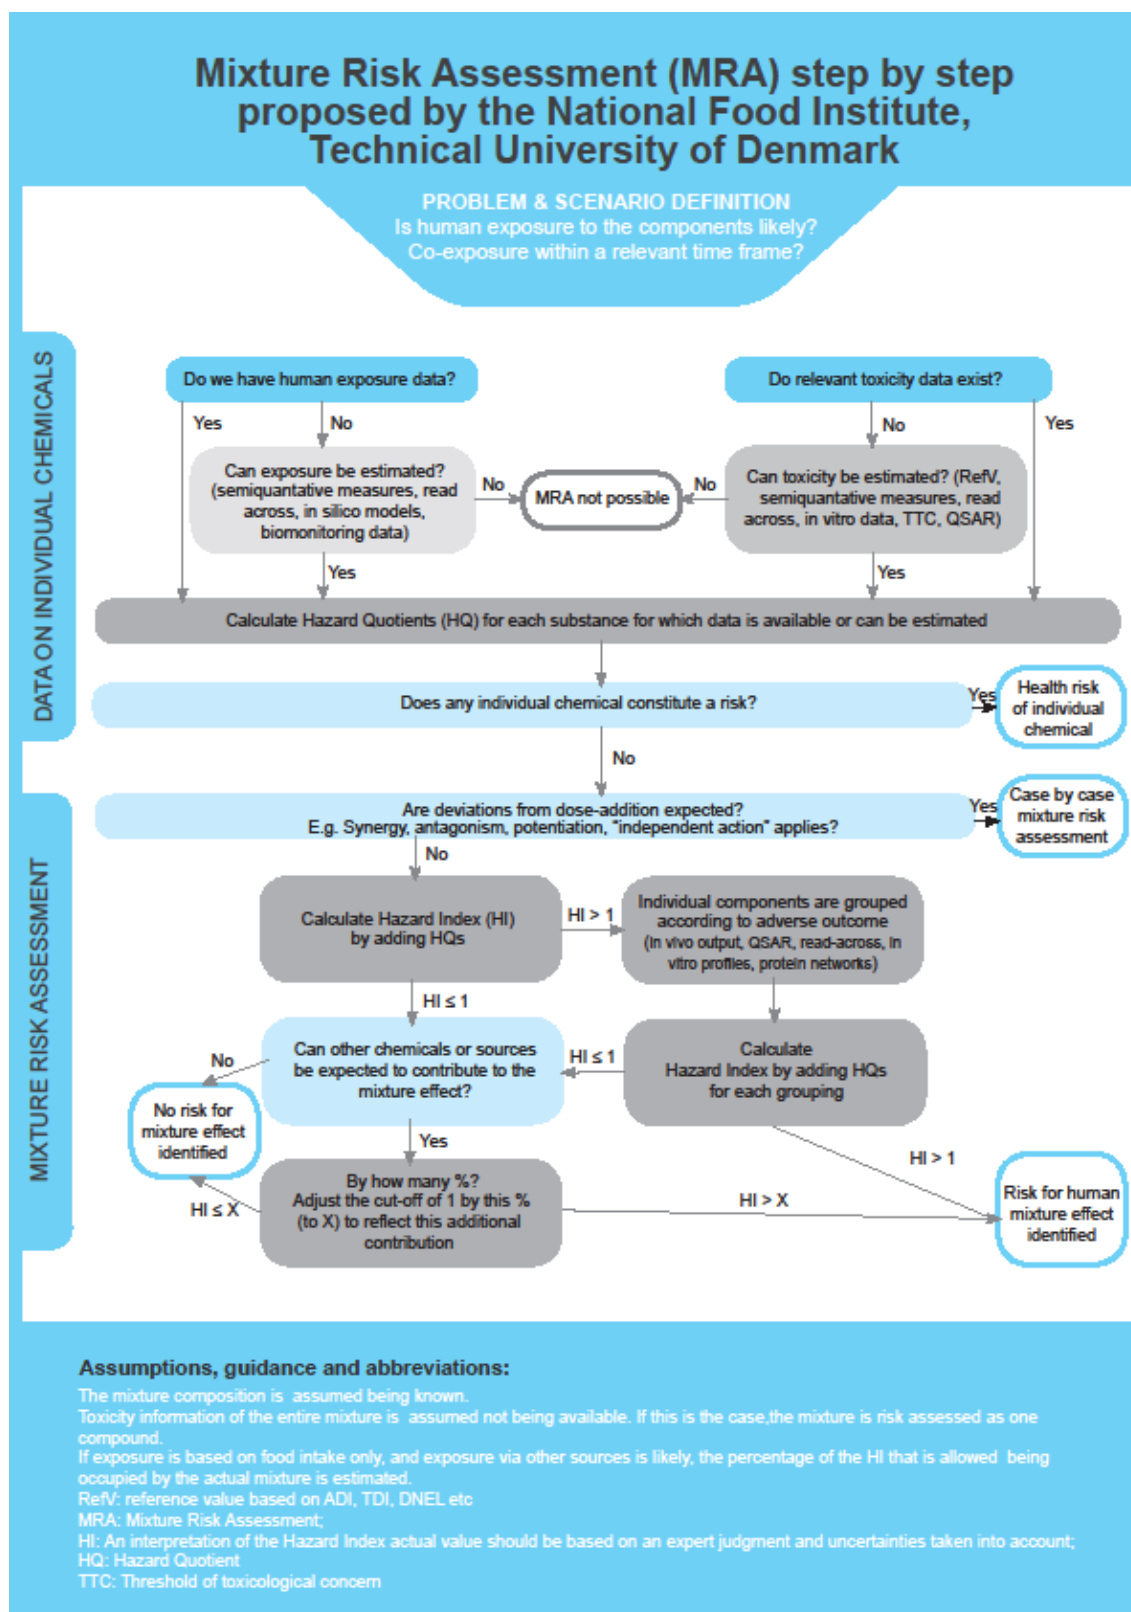 Mixture Risk Assessment (MRA) step by step
proposed by the National Food Institute,
Technical University of Denmark
PROBLEM & SCENARIO DEFINITION
Is human exposure to the components likely?
Co-exposure within a relevant time frame?
DATA ON INDIVIDUAL CHEMICALS
Do we have human exposure data?
Do relevant toxicity data exist?
Yes
No
No
Yes
Can exposure be estimated?
(semiquantative measures, read
across, in silico models,
biomonitoring data)
No
MRA not possible
No
Can toxicity be estimated? (RefV,
semiquantative measures, read
across, in vitro data, TTC, QSAR)
Yes
Yes
Calculate Hazard Quotients (HQ) for each substance for which data is available or can be estimated
Does any individual chemical constitute a risk?
Yes
Health risk
of individual
chemical
No
MIXTURE RISK ASSESSMENT
Are deviations from dose-addition expected?
E.g. Synergy, antagonism, potentiation, "independent action" applies?
Yes
Case by case
mixture risk
assessment
No
Calculate Hazard Index (HI)
by adding HQs
HI > 1
Individual components are grouped
according to adverse outcome
(in vivo output, QSAR, read-across, in
vitro profiles, protein networks)
HI ≤ 1
Can other chemicals or sources
be expected to contribute to the
mixture effect?
HI ≤ 1
Calculate
Hazard Index by adding HQs
for each grouping
No
No risk for
mixture effect
identified
Yes
HI > 1
By how many %?
Adjust the cut-off of 1 by this %
(to X) to reflect this additional
contribution
HI ≤ X
HI > X
Risk for human
mixture effect
identified
Assumptions, guidance and abbreviations:
The mixture composition is assumed being known.
Toxicity information of the entire mixture is assumed not being available. If this is the case,the mixture is risk assessed as one
compound.
If exposure is based on food intake only, and exposure via other sources is likely, the percentage of the HI that is allowed being
occupied by the actual mixture is estimated.
RefV: reference value based on ADI, TDI, DNEL etc
MRA: Mixture Risk Assessment;
HI: An interpretation of the Hazard Index actual value should be based on an expert judgment and uncertainties taken into account;
HQ: Hazard Quotient
TTC: Threshold of toxicological concern